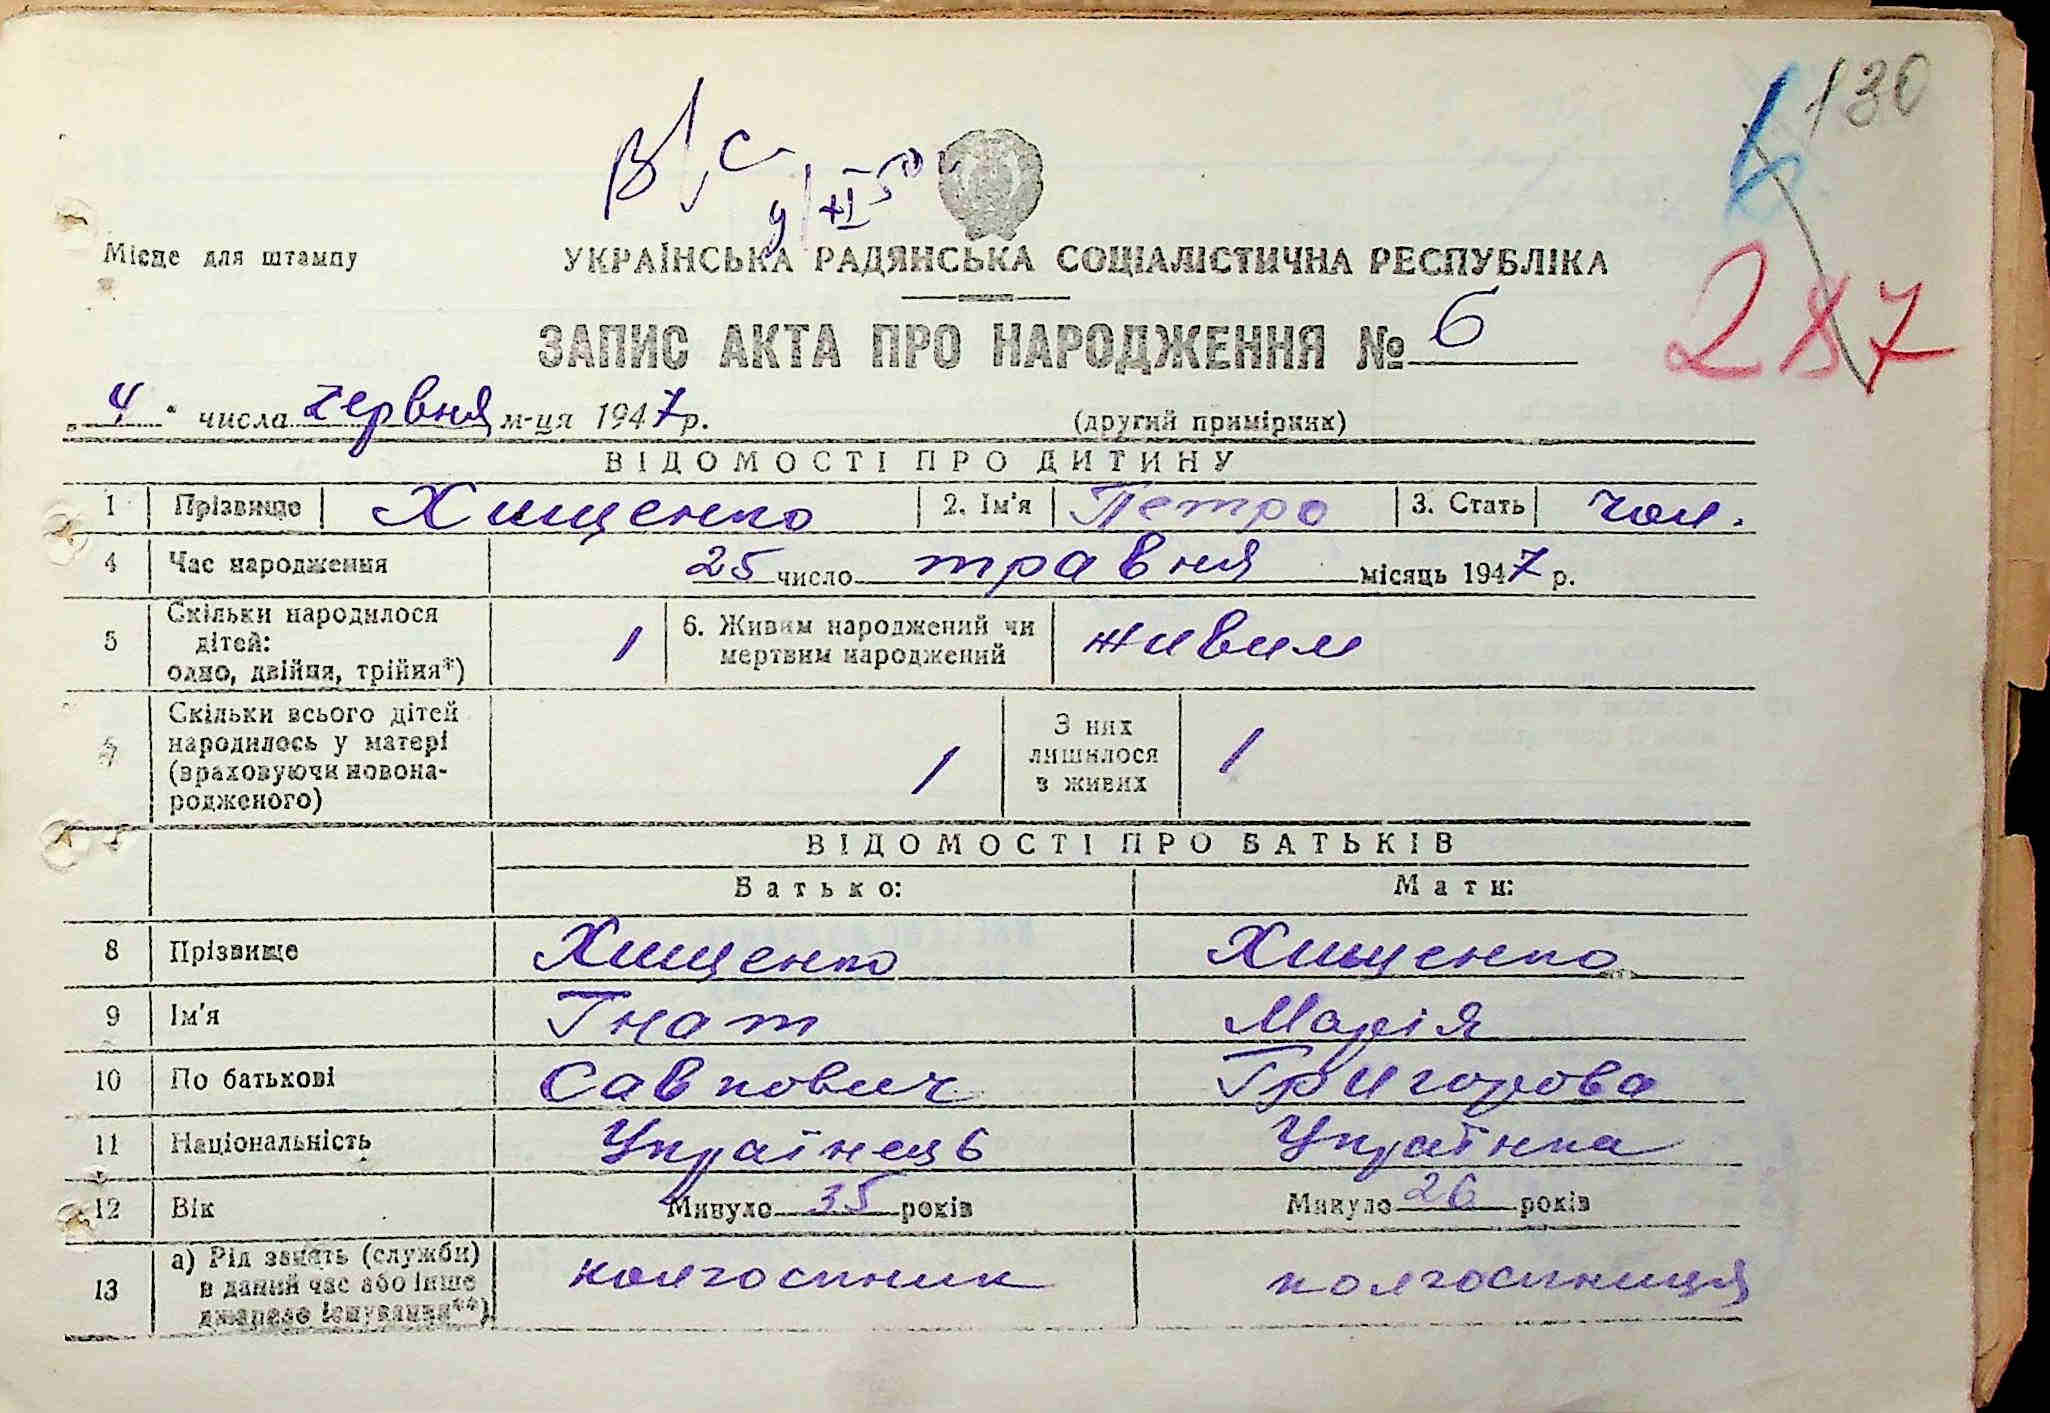 130
6
В/с
УКРАЇНСЬКА РАДЯНСЬКА СОЦІАЛІСТИЧНА РЕСПУБЛІКА
Місце для штампу
287
ЗАПИС АКТА ПРО НАРОДЖЕННЯ № 6
„ 4 " числа червня м-ця 1947 р. (другий примірник)
ВІДОМОСТІ ПРО ДИТИНУ
1 Прізвище Хищенко 2. Ім'я Петро 3. Стать чол.
4 Час народження 25 число травня місяць 1947 р.
5 Скільки народилося дітей: одно, двійня, трійня*) 1 6. Живим народжений чи мертвим народжений живим
7 Скільки всього дітей народилось у матері (враховуючи новонародженого) 1 З них лишилося в живих 1
ВІДОМОСТІ ПРО БАТЬКІВ
Батько: Мати:
8 Прізвище Хищенко Хищенко
9 Ім'я Гнат Марія
10 По батькові Савкович Григорова
11 Національність Українець Українка
12 Вік Минуло 35 років Минуло 26 років
13 а) Рід занять (служби) в даний час або інше джерело існування**) колгоспник колгоспниця